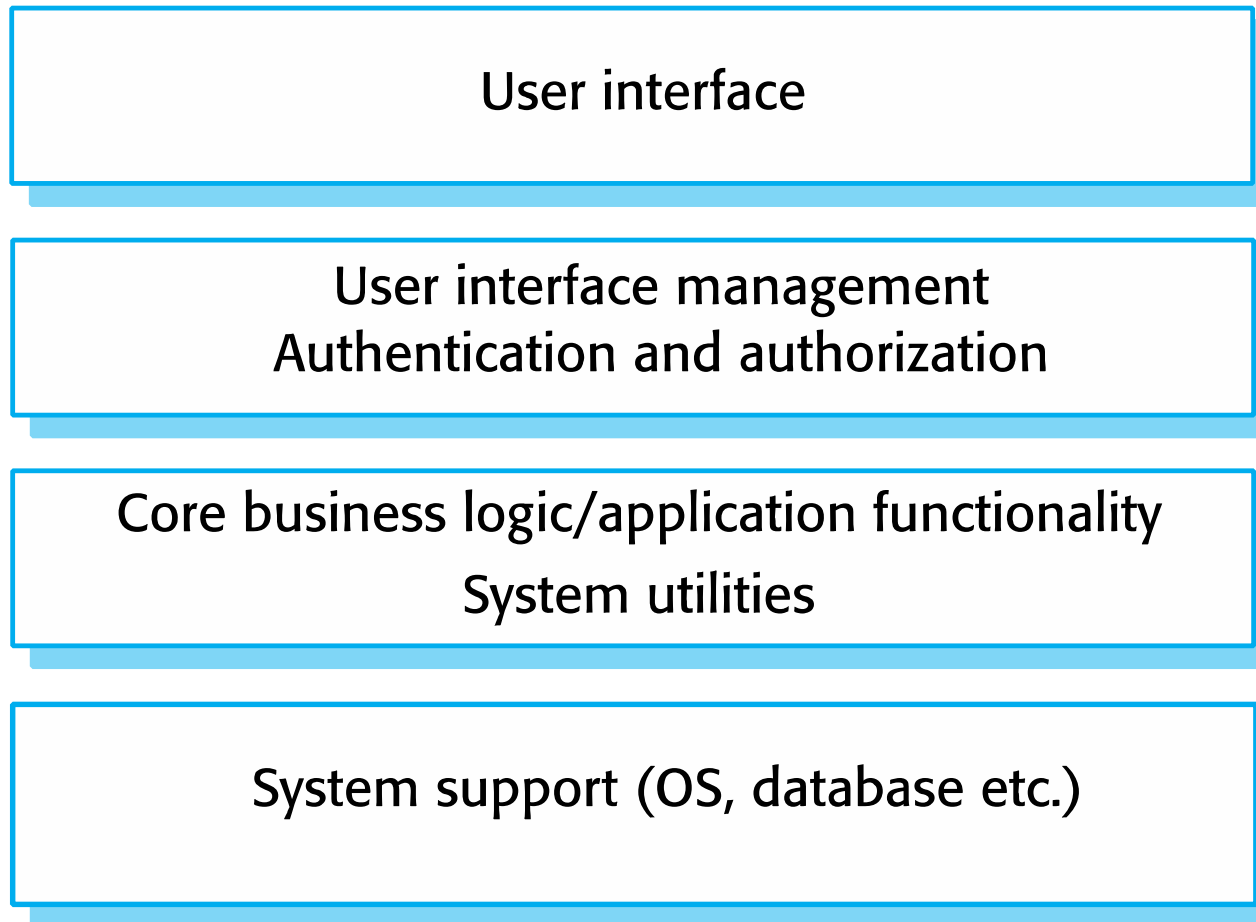 User interface
User interface management
Authentication and authorization
Core business logic/application functionality
System utilities
System support (OS, database etc.)